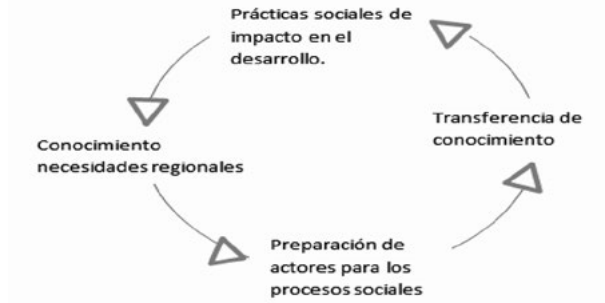 Prácticas sociales de
impacto en el
desarrollo.
Transferencia de
conocimiento
Conocimiento
necesidades regionales
Preparación de
actores para los
procesos sociales